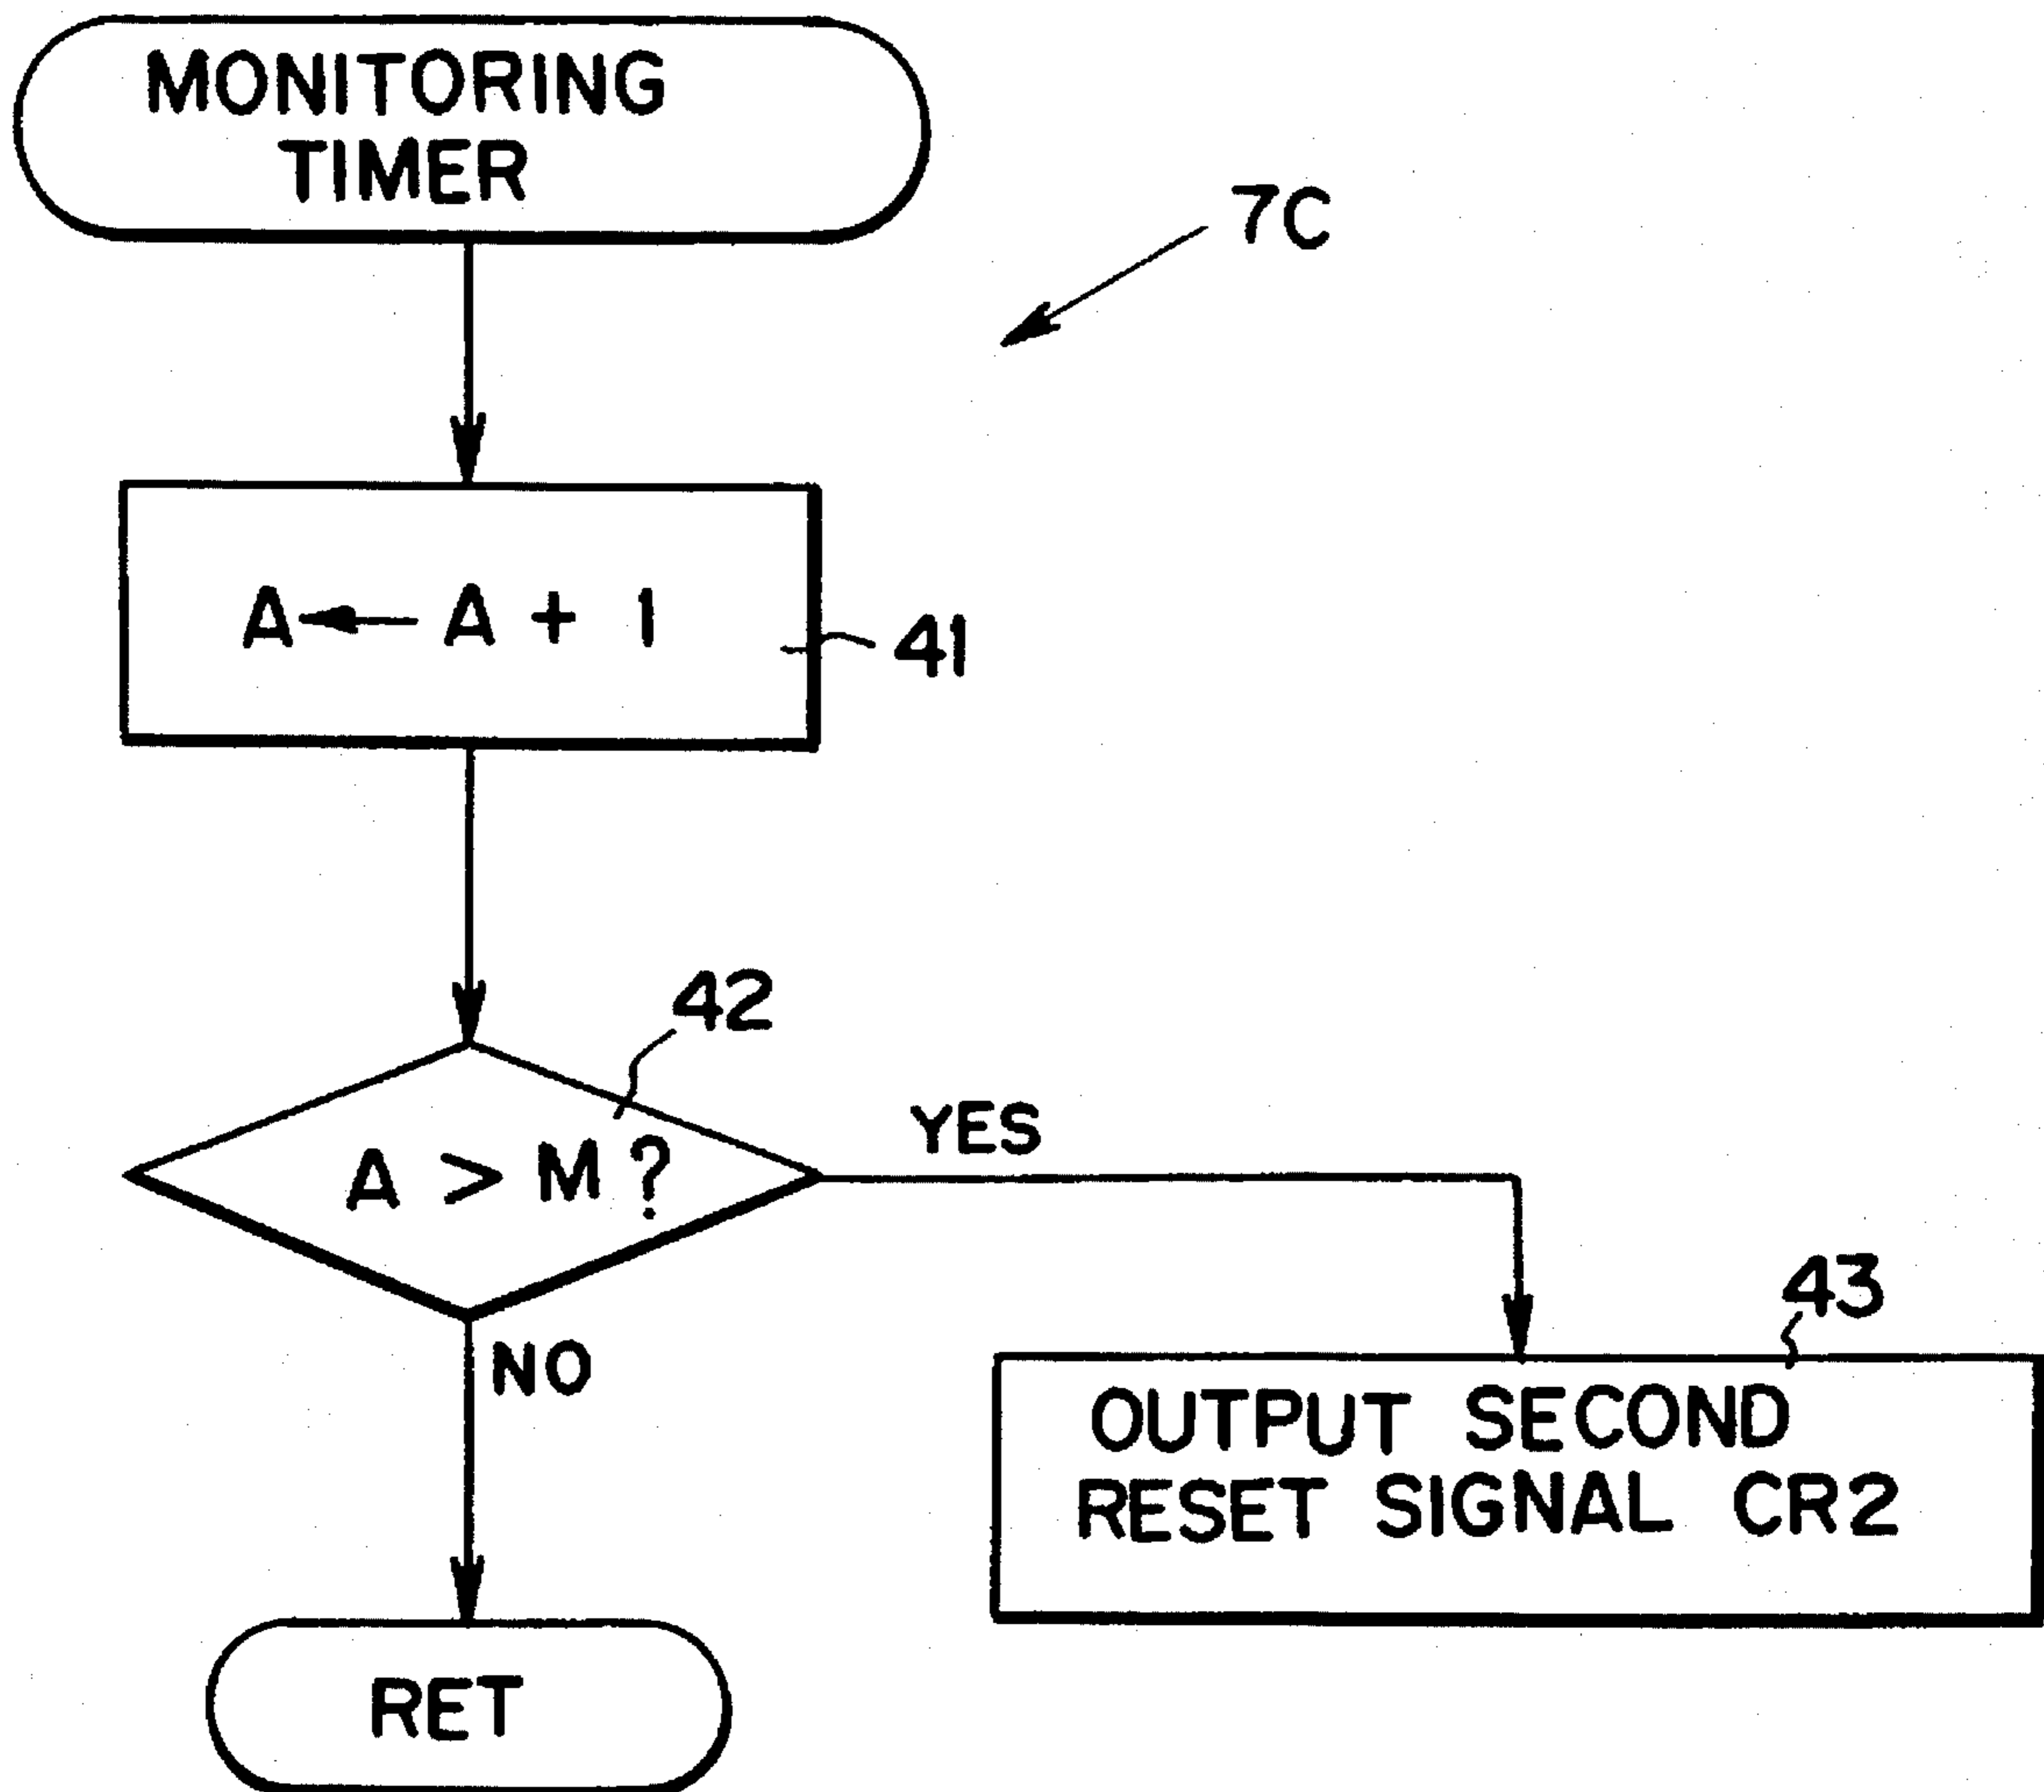 MONITORING
TIMER
7C
A ← A + 1
41
42
A > M ?
YES
NO
43
OUTPUT SECOND
RESET SIGNAL CR2
RET